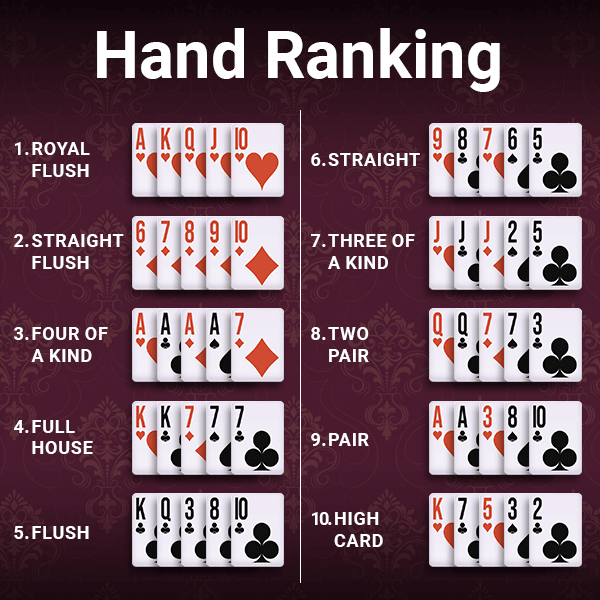 Hand Ranking
1. ROYAL
FLUSH
A K Q J 10
2. STRAIGHT
FLUSH
6 7 8 9 10
3. FOUR OF
A KIND
A A A A 7
4. FULL
HOUSE
K K 7 7 7
5. FLUSH
K Q 3 8 10
6. STRAIGHT
9 8 7 6 5
7. THREE OF
A KIND
J J J 2 5
8. TWO
PAIR
Q Q 7 7 3
9. PAIR
A A 3 8 10
10. HIGH
CARD
K 7 5 3 2